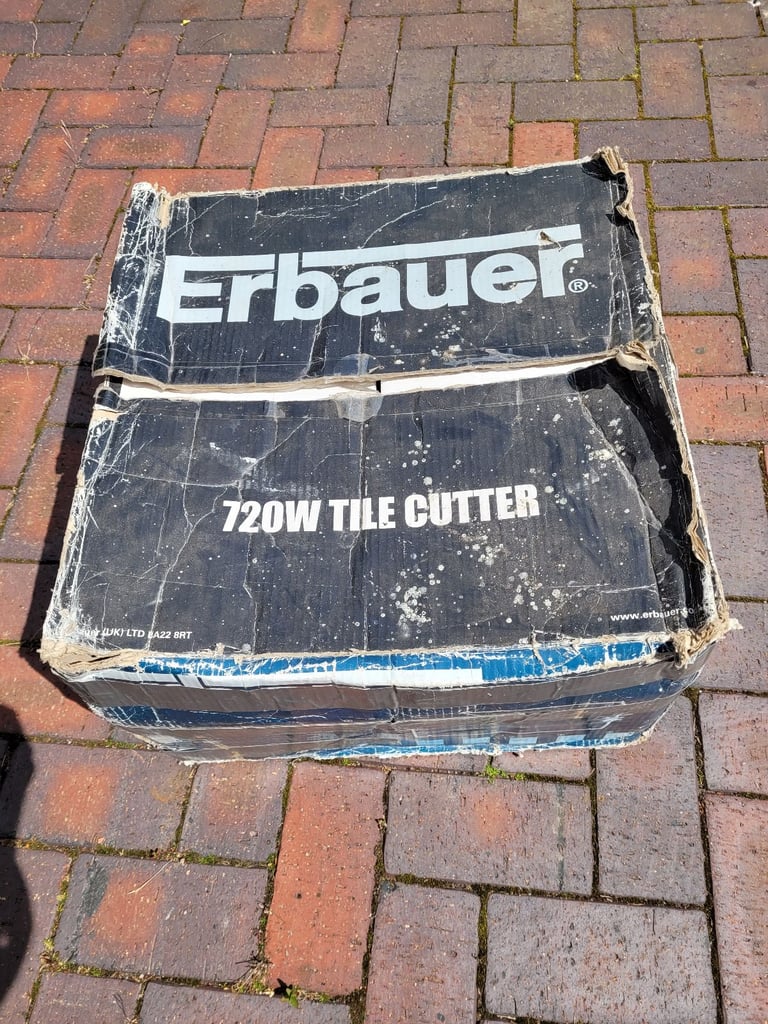 Erbauer®
720W TILE CUTTER
(UK) LTD BA22 8RT
www.erbauer.co